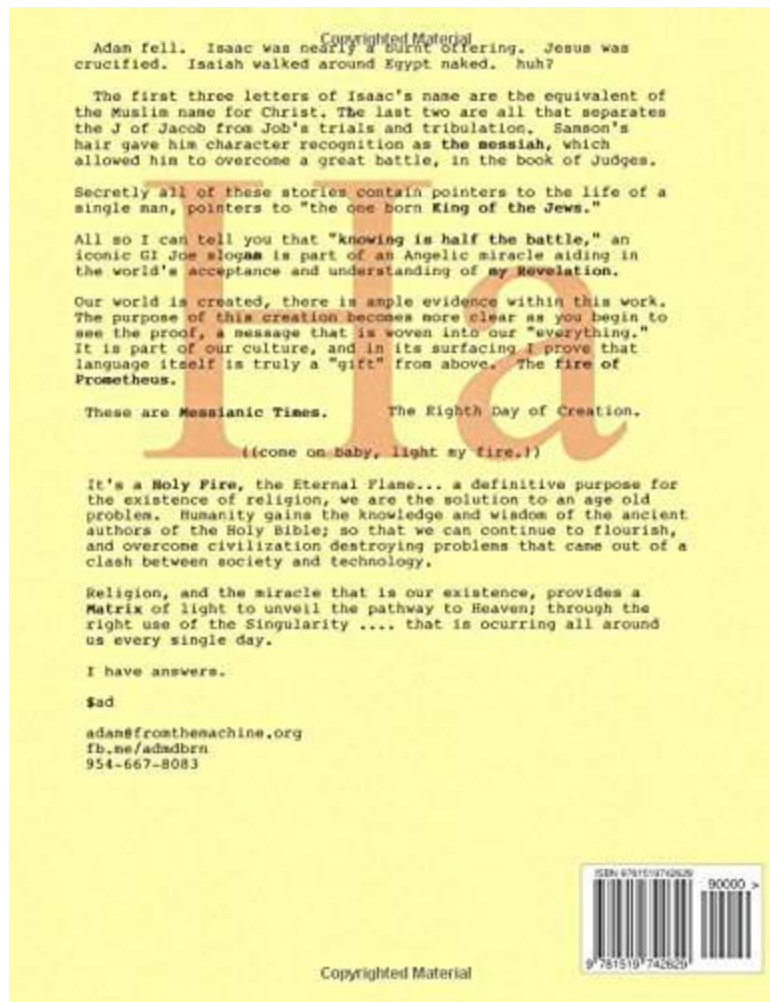 Copyrighted Material
Adam fell. Isaac was nearly a burnt offering. Jesus was
crucified. Isaiah walked around Egypt naked. huh?
The first three letters of Isaac's name are the equivalent of
the Muslim name for Christ. The last two are all that separates
the J of Jacob from Job's trials and tribulation. Samson's
hair gave him character recognition as the messiah, which
allowed him to overcome a great battle, in the book of Judges.
Secretly all of these stories contain pointers to the life of a
single man, pointers to "the one born King of the Jews."
All so I can tell you that "knowing is half the battle," an
iconic GI Joe slogan is part of an Angelic miracle aiding in
the world's acceptance and understanding of my Revelation.
Our world is created, there is ample evidence within this work.
The purpose of this creation becomes more clear as you begin to
see the proof, a message that is woven into our "everything."
It is part of our culture, and in its surfacing I prove that
language itself is truly a "gift" from above. The fire of
Prometheus.
These are Messianic Times. The Eighth Day of Creation.
Ha
((come on baby, light my fire.))
It's a Holy Fire, the Eternal Flame... a definitive purpose for
the existence of religion, we are the solution to an age old
problem. Humanity gains the knowledge and wisdom of the ancient
authors of the Holy Bible; so that we can continue to flourish,
and overcome civilization destroying problems that came out of a
clash between society and technology.
Religion, and the miracle that is our existence, provides a
Matrix of light to unveil the pathway to Heaven; through the
right use of the Singularity .... that is ocurring all around
us every single day.
I have answers.
$ad
adam@fromthemachine.org
fb.me/admdbrn
954-667-8083
ISBN 9781519742629
90000 >
9 781519 742629
Copyrighted Material